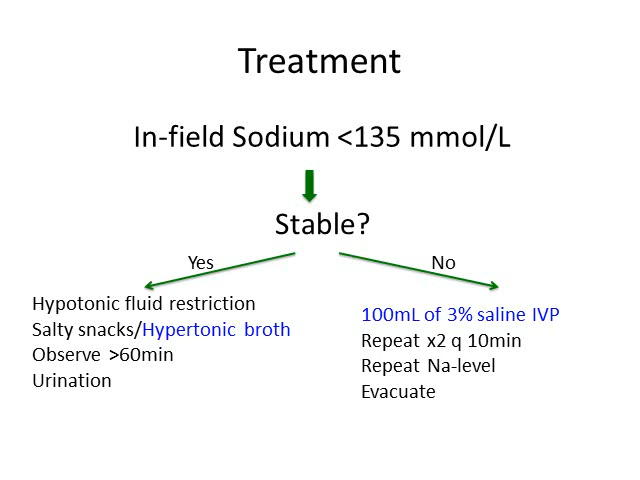 Treatment
In-field Sodium <135 mmol/L
Stable?
Yes
No
Hypotonic fluid restriction
Salty snacks/Hypertonic broth
Observe >60min
Urination
100mL of 3% saline IVP
Repeat x2 q 10min
Repeat Na-level
Evacuate